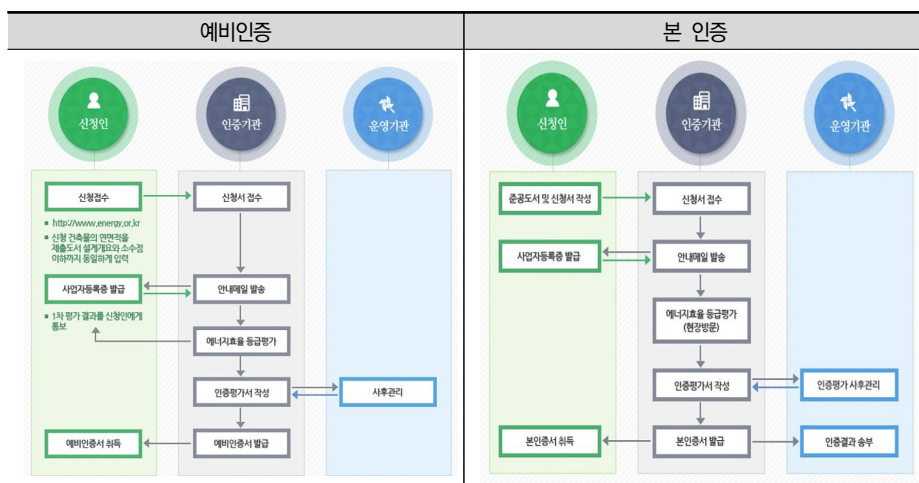 예비인증
본 인증
신청인
인증기관
운영기관
신청접수
신청서 접수
▪ http://www.energy.or.kr
▪ 신청 건축물의 연면적을
제출도서 설계개요와 소수점
이하까지 동일하게 입력
사업자등록증 발급
안내메일 발송
▪ 1차 평가 결과를 신청인에게
통보
에너지효율 등급평가
인증평가서 작성
사후관리
예비인증서 취득
예비인증서 발급
신청인
인증기관
운영기관
준공도서 및 신청서 작성
신청서 접수
사업자등록증 발급
안내메일 발송
에너지효율 등급평가
(현장방문)
인증평가서 작성
인증평가 사후관리
본인증서 취득
본인증서 발급
인증결과 송부